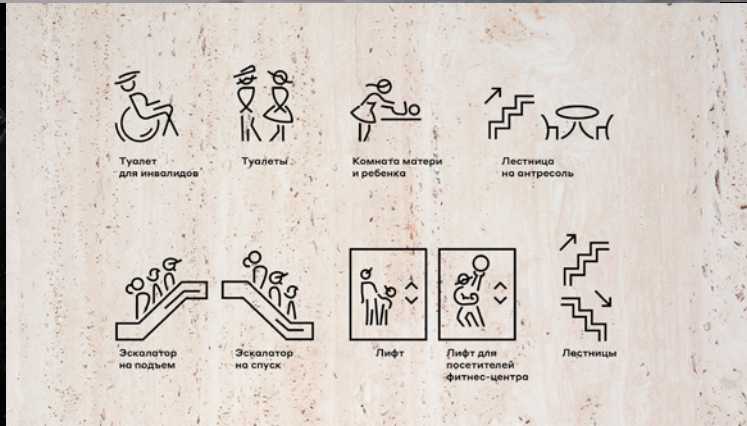 Туалет
для инвалидов
Туалеты
Комната матери
и ребенка
Лестница
на антресоль
Эскалатор
на подъем
Эскалатор
на спуск
Лифт
Лифт для
посетителей
фитнес-центра
Лестницы